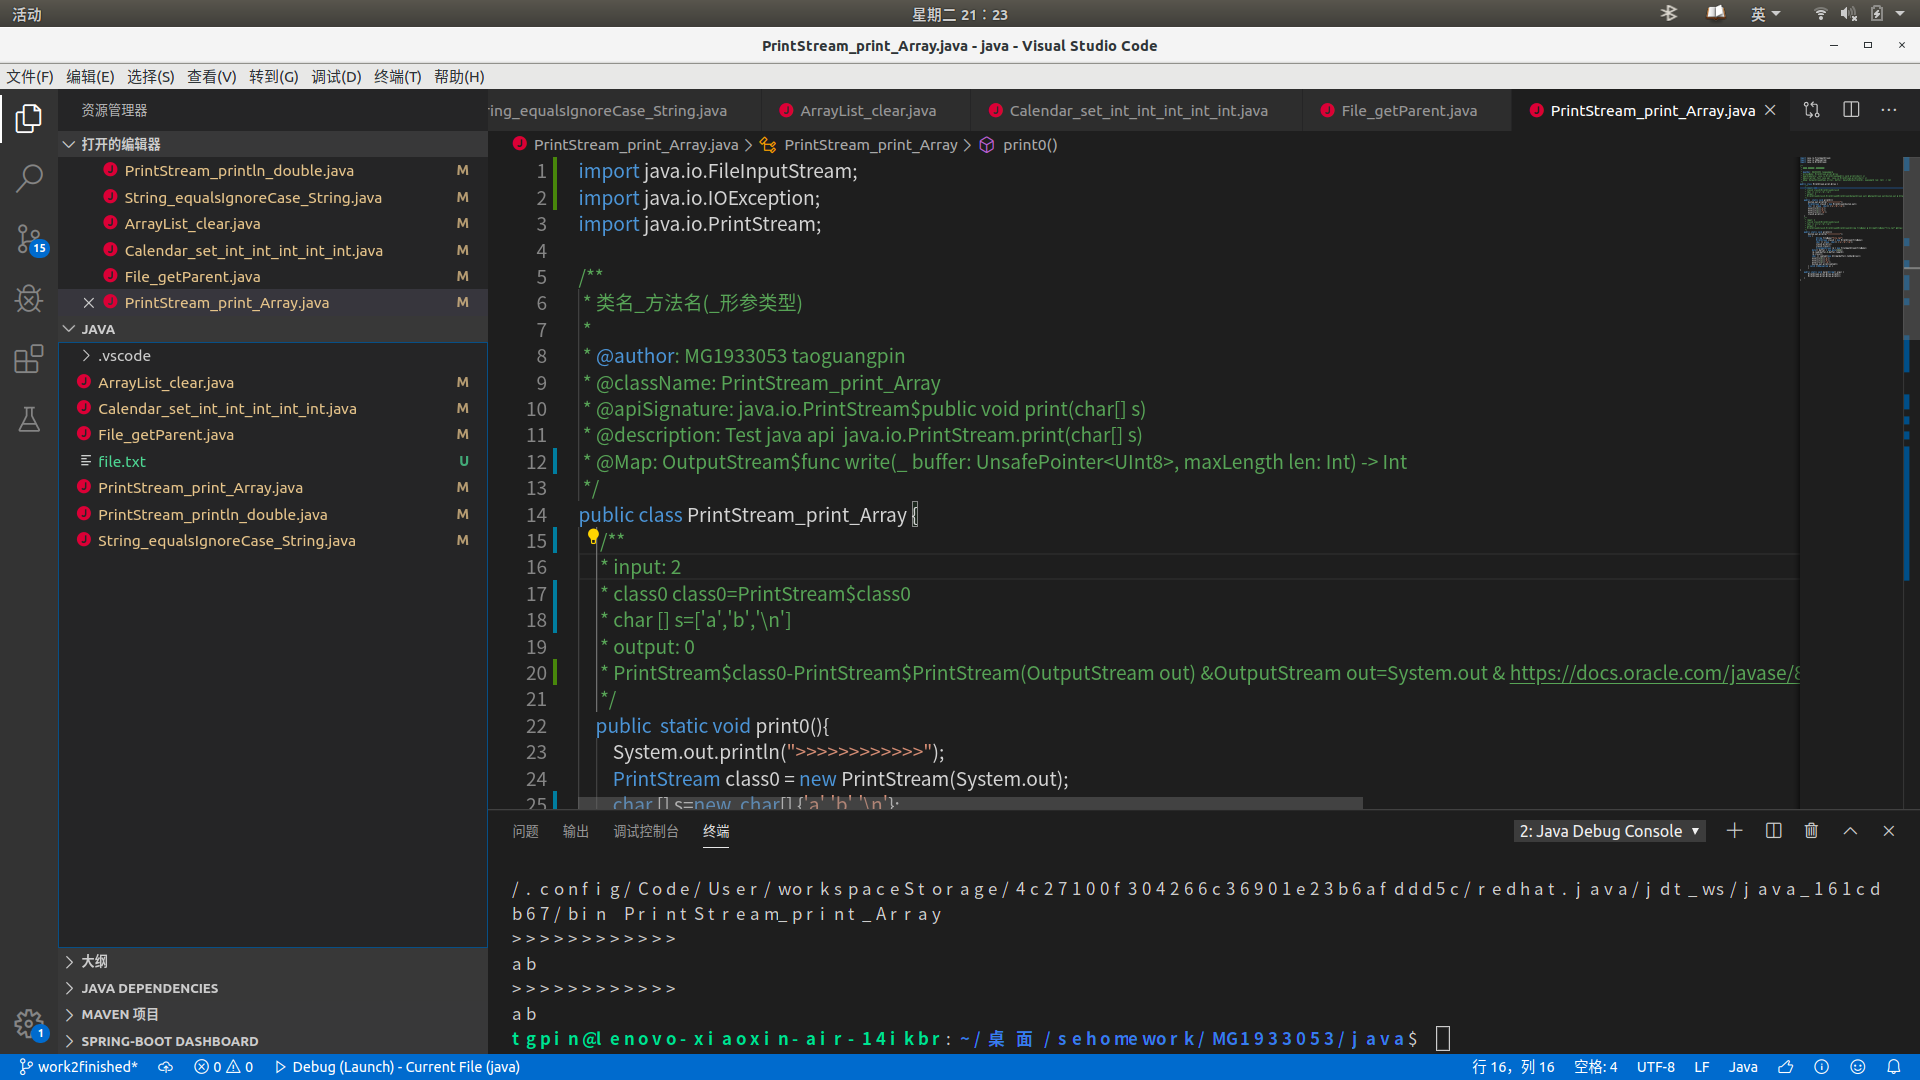 活动
星期二 21：23
英
PrintStream_print_Array.java - java - Visual Studio Code
文件(F) 编辑(E) 选择(S) 查看(V) 转到(G) 调试(D) 终端(T) 帮助(H)
资源管理器
打开的编辑器
PrintStream_println_double.java M
String_equalsIgnoreCase_String.java M
ArrayList_clear.java M
Calendar_set_int_int_int_int_int.java M
File_getParent.java M
PrintStream_print_Array.java M
JAVA
.vscode
ArrayList_clear.java M
Calendar_set_int_int_int_int_int.java M
File_getParent.java M
file.txt U
PrintStream_print_Array.java M
PrintStream_println_double.java M
String_equalsIgnoreCase_String.java M
大纲
JAVA DEPENDENCIES
MAVEN 项目
SPRING-BOOT DASHBOARD
15
1
ring_equalsIgnoreCase_String.java ArrayList_clear.java Calendar_set_int_int_int_int_int.java File_getParent.java PrintStream_print_Array.java
PrintStream_print_Array.java > PrintStream_print_Array > print0()
1 import java.io.FileInputStream;
2 import java.io.IOException;
3 import java.io.PrintStream;
4
5 /**
6 * 类名_方法名(_形参类型)
7 *
8 * @author: MG1933053 taoguangpin
9 * @className: PrintStream_print_Array
10 * @apiSignature: java.io.PrintStream$public void print(char[] s)
11 * @description: Test java api  java.io.PrintStream.print(char[] s)
12 * @Map: OutputStream$func write(_ buffer: UnsafePointer<UInt8>, maxLength len: Int) -> Int
13 */
14 public class PrintStream_print_Array {
15 /**
16 * input: 2
17 * class0 class0=PrintStream$class0
18 * char [] s=['a','b','\n']
19 * output: 0
20 * PrintStream$class0-PrintStream$PrintStream(OutputStream out) &OutputStream out=System.out & https://docs.oracle.com/javase/8
21 */
22 public  static void print0(){
23 System.out.println(">>>>>>>>>>>>");
24 PrintStream class0 = new PrintStream(System.out);
25 char [] s=new  char[] {'a','b','\n'};
问题 输出 调试控制台 终端
2: Java Debug Console
/.config/Code/User/workspaceStorage/4c27100f304266c36901e23b6afddd5c/redhat.java/jdt_ws/java_161cd
b67/bin PrintStream_print_Array
>>>>>>>>>>>>
ab
>>>>>>>>>>>>
ab
tgpin@lenovo-xiaoxin-air-14ikbr:~/桌面/sehomework/MG1933053/java$
work2finished* 0 0 Debug (Launch) - Current File (java) 行 16，列 16 空格: 4 UTF-8 LF Java